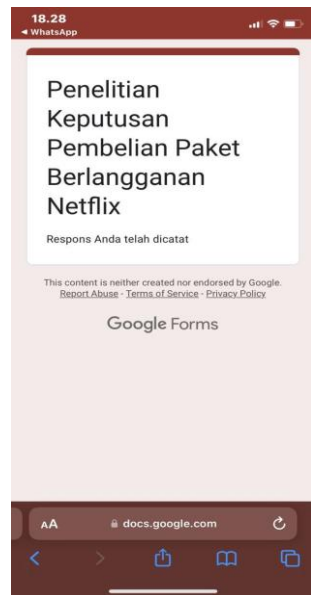 18.28
◀ WhatsApp
Penelitian
Keputusan
Pembelian Paket
Berlangganan
Netflix
Respons Anda telah dicatat
This content is neither created nor endorsed by Google.
Report Abuse - Terms of Service - Privacy Policy
Google Forms
AA docs.google.com